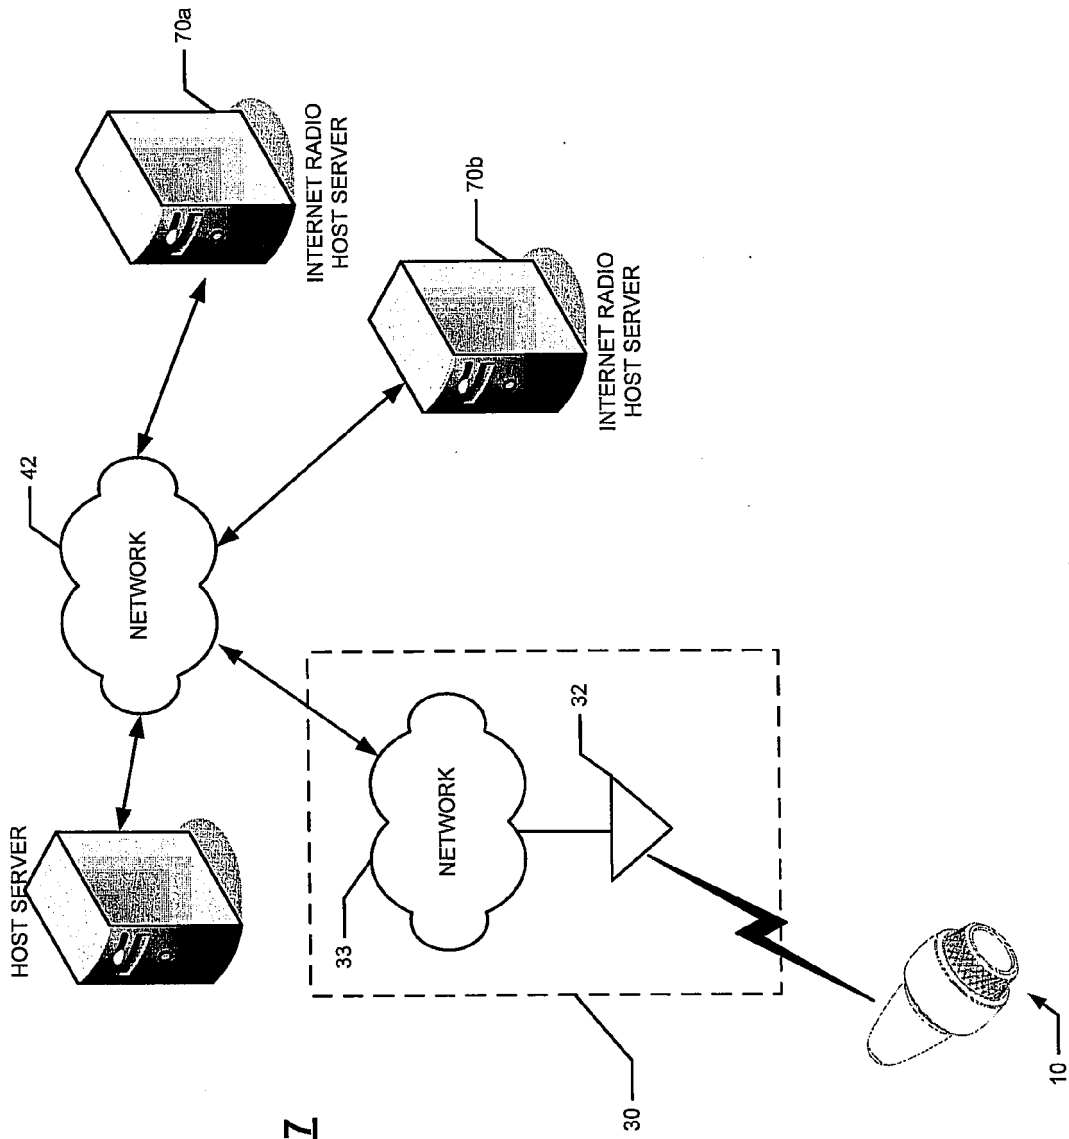 70a
INTERNET RADIO
HOST SERVER
70b
INTERNET RADIO
HOST SERVER
42
NETWORK
HOST SERVER
32
NETWORK
33
30
10
7